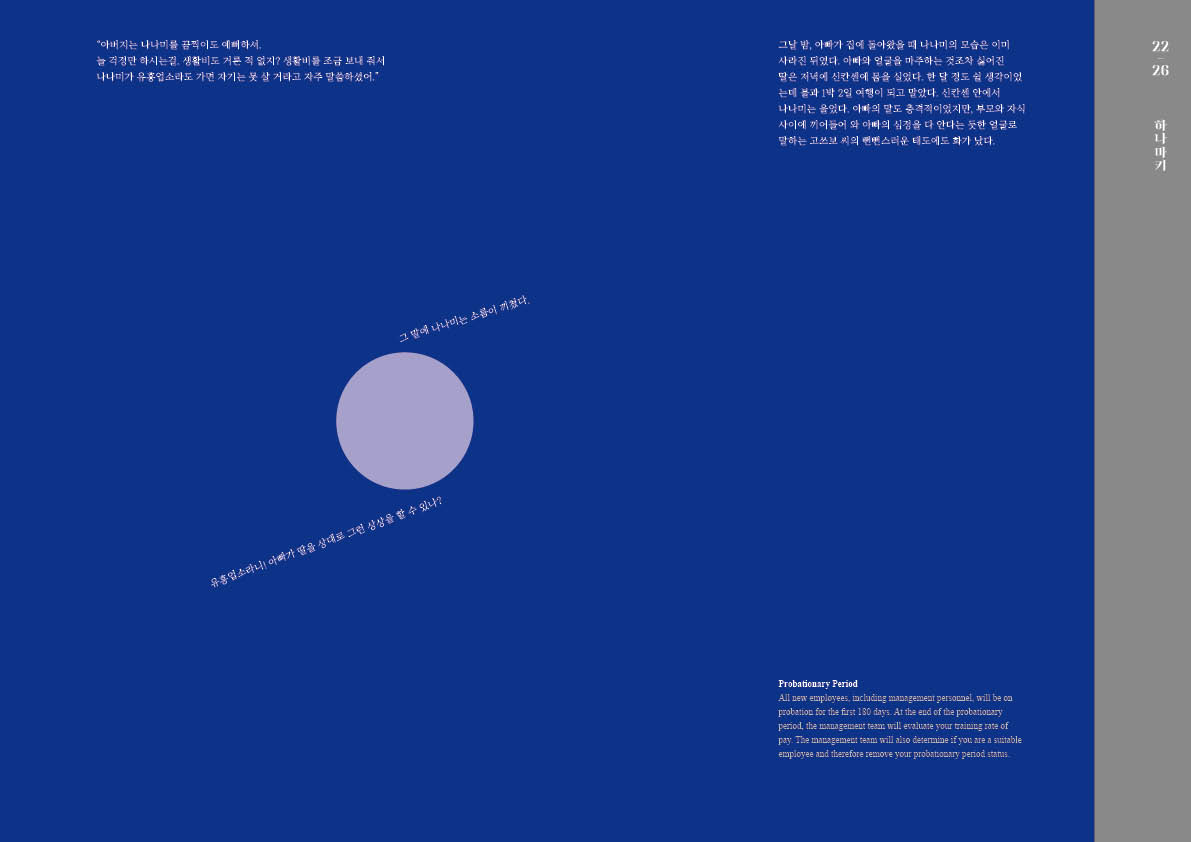 “아버지는 나나미를 끔찍이도 예뻐하셔.
늘 걱정만 하시는걸. 생활비도 거른 적 없지? 생활비를 조금 보내 줘서
나나미가 유흥업소라도 가면 자기는 못 살 거라고 자주 말씀하셨어.”
그 말에 나나미는 소름이 끼쳤다.
유흥업소라니! 아빠가 딸을 상대로 그런 상상을 할 수 있나?
그날 밤, 아빠가 집에 돌아왔을 때 나나미의 모습은 이미
사라진 뒤였다. 아빠와 얼굴을 마주하는 것조차 싫어진
딸은 저녁에 신칸센에 몸을 실었다. 한 달 정도 쉴 생각이었
는데 불과 1박 2일 여행이 되고 말았다. 신칸센 안에서
나나미는 울었다. 아빠의 말도 충격적이었지만, 부모와 자식
사이에 끼어들어 와 아빠의 심정을 다 안다는 듯한 얼굴로
말하는 고쓰보 씨의 뻔뻔스러운 태도에도 화가 났다.
Probationary Period
All new employees, including management personnel, will be on
probation for the first 180 days. At the end of the probationary
period, the management team will evaluate your training rate of
pay. The management team will also determine if you are a suitable
employee and therefore remove your probationary period status.
22
–
26
하나마키